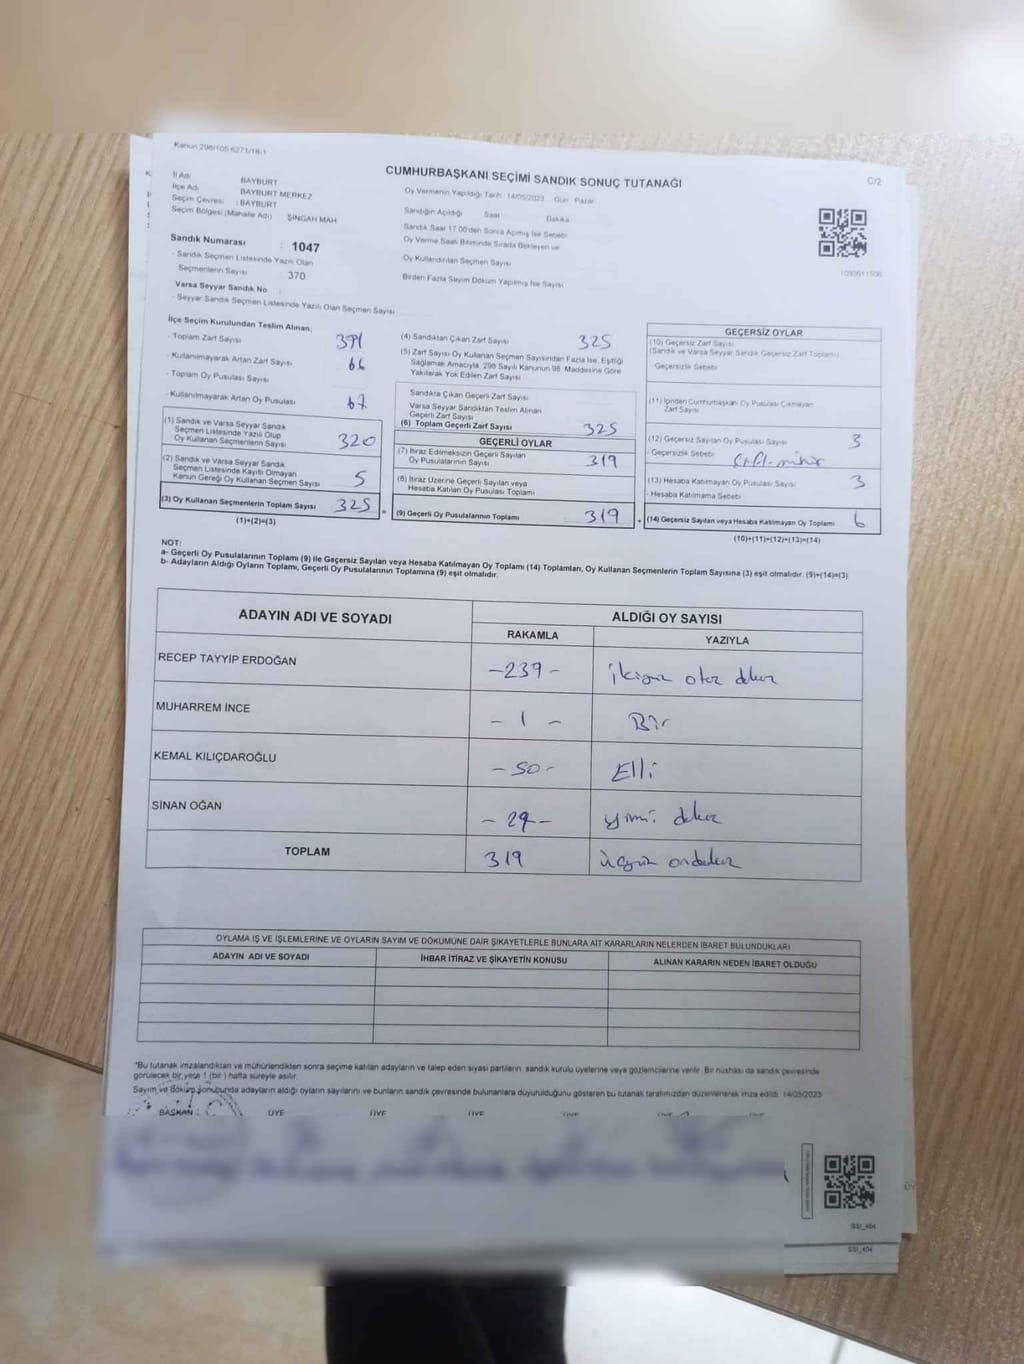 Kanun 298/105 6271/18-1
CUMHURBAŞKANI SEÇİMİ SANDIK SONUÇ TUTANAĞI
C/2
İl Adı BAYBURT
İlçe Adı BAYBURT MERKEZ
Seçim Çevresi : BAYBURT
Seçim Bölgesi (Mahalle Adı) ŞİNGAH MAH
Sandık Numarası : 1047
- Sandık Seçmen Listesinde Yazılı Olan
Seçmenlerin Sayısı 370
Varsa Seyyar Sandık No :
- Seyyar Sandık Seçmen Listesinde Yazılı Olan Seçmen Sayısı
Oy Vermenin Yapıldığı Tarih 14/05/2023 Gün Pazar
Sandığın Açıldığı Saat Dakika
Sandık Saat 17.00'den Sonra Açılmış İse Sebebi
Oy Verme Saati Bitiminde Sırada Bekleyen ve
Oy Kullandırılan Seçmen Sayısı
Birden Fazla Sayım Döküm Yapılmış İse Sayısı
1093611506
İlçe Seçim Kurulundan Teslim Alınan;
- Toplam Zarf Sayısı 391
- Kullanılmayarak Artan Zarf Sayısı 66
- Toplam Oy Pusulası Sayısı
- Kullanılmayarak Artan Oy Pusulası 67
(1) Sandık ve Varsa Seyyar Sandık
Seçmen Listesinde Yazılı Olup
Oy Kullanan Seçmenlerin Sayısı 320
(2) Sandık ve Varsa Seyyar Sandık
Seçmen Listesinde Kayıtlı Olmayan
Kanun Gereği Oy Kullanan Seçmen Sayısı 5
(3) Oy Kullanan Seçmenlerin Toplam Sayısı 325
(1)+(2)=(3)
(4) Sandıktan Çıkan Zarf Sayısı 325
(5) Zarf Sayısı Oy Kullanan Seçmen Sayısından Fazla İse, Eşitliği
Sağlamak Amacıyla, 298 Sayılı Kanunun 98. Maddesine Göre
Yakılarak Yok Edilen Zarf Sayısı
Sandıkta Çıkan Geçerli Zarf Sayısı
Varsa Seyyar Sandıktan Teslim Alınan
Geçerli Zarf Sayısı
(6) Toplam Geçerli Zarf Sayısı 325
GEÇERLİ OYLAR
(7) İtiraz Edilmeksizin Geçerli Sayılan
Oy Pusulalarının Sayısı 319
(8) İtiraz Üzerine Geçerli Sayılan veya
Hesaba Katılan Oy Pusulası Toplamı
(9) Geçerli Oy Pusulalarının Toplamı 319
GEÇERSİZ OYLAR
(10) Geçersiz Zarf Sayısı
(Sandık ve Varsa Seyyar Sandık Geçersiz Zarf Toplamı)
- Geçersizlik Sebebi
(11) İçinden Cumhurbaşkanı Oy Pusulası Çıkmayan
Zarf Sayısı
(12) Geçersiz Sayılan Oy Pusulası Sayısı 3
- Geçersizlik Sebebi
(13) Hesaba Katılmayan Oy Pusulası Sayısı 3
- Hesaba Katılmama Sebebi
(14) Geçersiz Sayılan veya Hesaba Katılmayan Oy Toplamı 6
(10)+(11)+(12)+(13)=(14)
NOT:
a- Geçerli Oy Pusulalarının Toplamı (9) ile Geçersiz Sayılan veya Hesaba Katılmayan Oy Toplamı (14) Toplamları, Oy Kullanan Seçmenlerin Toplam Sayısına (3) eşit olmalıdır. (9)+(14)=(3)
b- Adayların Aldığı Oyların Toplamı, Geçerli Oy Pusulalarının Toplamına (9) eşit olmalıdır.
ADAYIN ADI VE SOYADI ALDIĞI OY SAYISI
RAKAMLA YAZIYLA
RECEP TAYYİP ERDOĞAN -239- ikiyüz otuz dokuz
MUHARREM İNCE - 1 - Bir
KEMAL KILIÇDAROĞLU -50- Elli
SİNAN OĞAN -29- yirmi dokuz
TOPLAM 319 üçyüz ondokuz
OYLAMA İŞ VE İŞLEMLERİNE VE OYLARIN SAYIM VE DÖKÜMÜNE DAİR ŞİKAYETLERLE BUNLARA AİT KARARLARIN NELERDEN İBARET BULUNDUKLARI
ADAYIN ADI VE SOYADI İHBAR İTİRAZ VE ŞİKAYETİN KONUSU ALINAN KARARIN NEDEN İBARET OLDUĞU
"Bu tutanak imzalandıktan ve mühürlendikten sonra seçime katılan adayların ve talep eden siyasi partilerin sandık kurulu üyelerine veya gözlemcilerine verilir. Bir nüshası da sandık çevresinde
görülecek bir yere 1 (bir) hafta süreyle asılır.
Sayım ve döküm sonucunda adayların aldığı oyların sayılarını ve bunların sandık çevresinde bulunanlara duyurulduğunu gösteren bu tutanak tarafımızdan düzenlenerek imza edildi. 14/05/2023
BAŞKAN ÜYE ÜYE ÜYE ÜYE
SSI_404
SSI_404